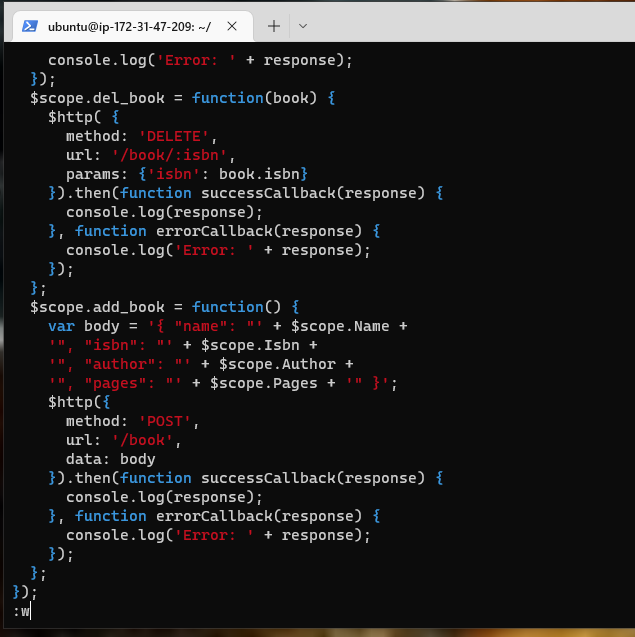 ubuntu@ip-172-31-47-209: ~/
    console.log('Error: ' + response);
  });
  $scope.del_book = function(book) {
    $http( {
      method: 'DELETE',
      url: '/book/:isbn',
      params: {'isbn': book.isbn}
    }).then(function successCallback(response) {
      console.log(response);
    }, function errorCallback(response) {
      console.log('Error: ' + response);
    });
  };
  $scope.add_book = function() {
    var body = '{ "name": "' + $scope.Name +
    '", "isbn": "' + $scope.Isbn +
    '", "author": "' + $scope.Author +
    '", "pages": "' + $scope.Pages + '" }';
    $http({
      method: 'POST',
      url: '/book',
      data: body
    }).then(function successCallback(response) {
      console.log(response);
    }, function errorCallback(response) {
      console.log('Error: ' + response);
    });
  };
});
:w